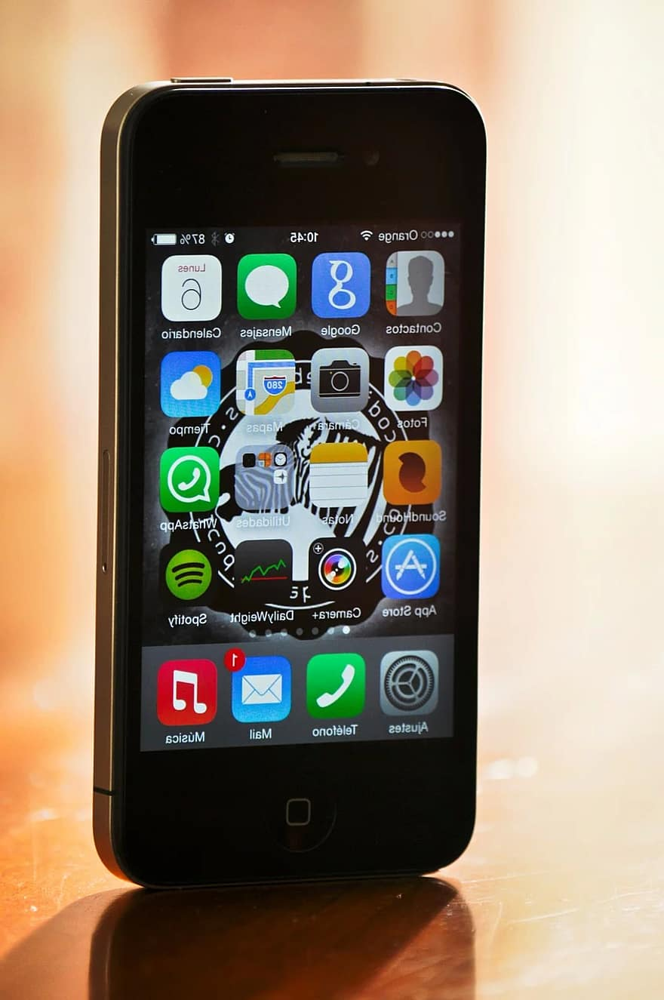 Orange 10:45 87%
Lunes
g 6
Contactos Google Mensajes Calendario
280
Fotos Cámara Mapas Tiempo
SoundHound Notas Utilidades WhatsApp
App Store Camera+ DailyWeight Spotify
1
Ajustes Teléfono Mail Música